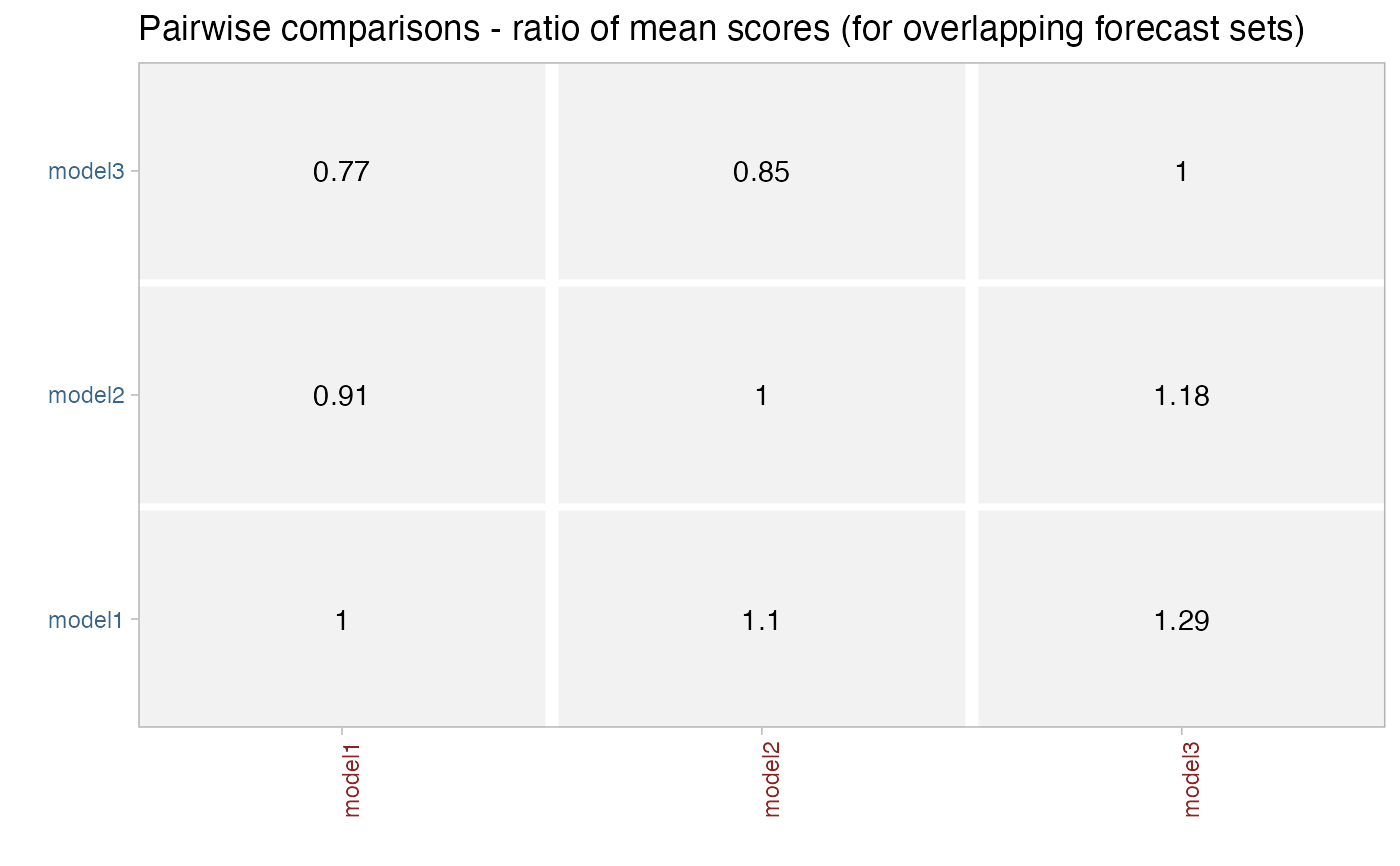 Pairwise comparisons - ratio of mean scores (for overlapping forecast sets)
model3 0.77 0.85 1
model2 0.91 1 1.18
model1 1 1.1 1.29
model1 model2 model3